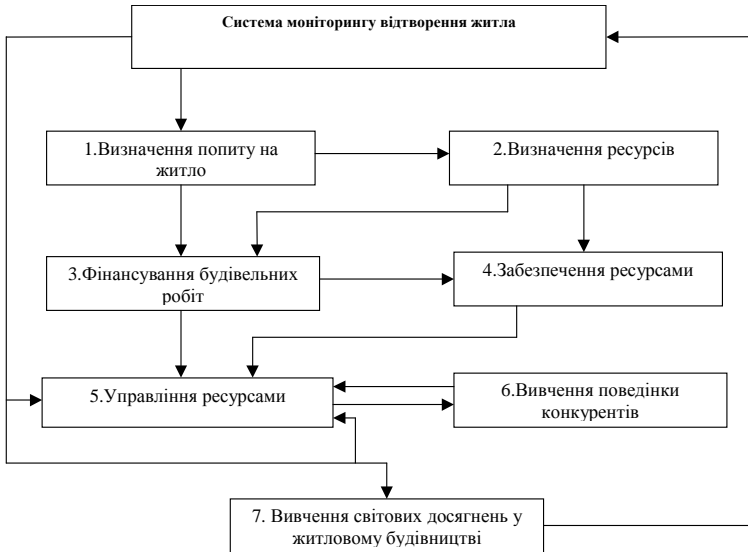 Система моніторингу відтворення житла
1.Визначення попиту на
житло
2.Визначення ресурсів
3.Фінансування будівельних
робіт
4.Забезпечення ресурсами
5.Управління ресурсами
6.Вивчення поведінки
конкурентів
7. Вивчення світових досягнень у
житловому будівництві